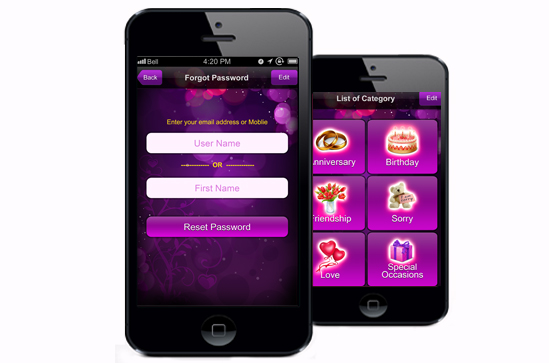 Bell 4:20 PM
Back Forgot Password Edit
Enter your email address or Moblie
User Name
OR
First Name
Reset Password
List of Category Edit
Anniversary Birthday
Friendship Sorry
Love Special
Occasions